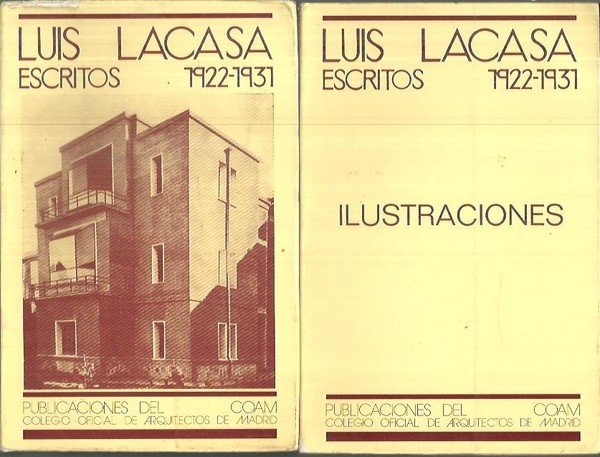 LUIS LACASA
ESCRITOS 1922-1931
PUBLICACIONES DEL COAM
COLEGIO OFICIAL DE ARQUITECTOS DE MADRID
LUIS LACASA
ESCRITOS 1922-1931
ILUSTRACIONES
PUBLICACIONES DEL COAM
COLEGIO OFICIAL DE ARQUITECTOS DE MADRID